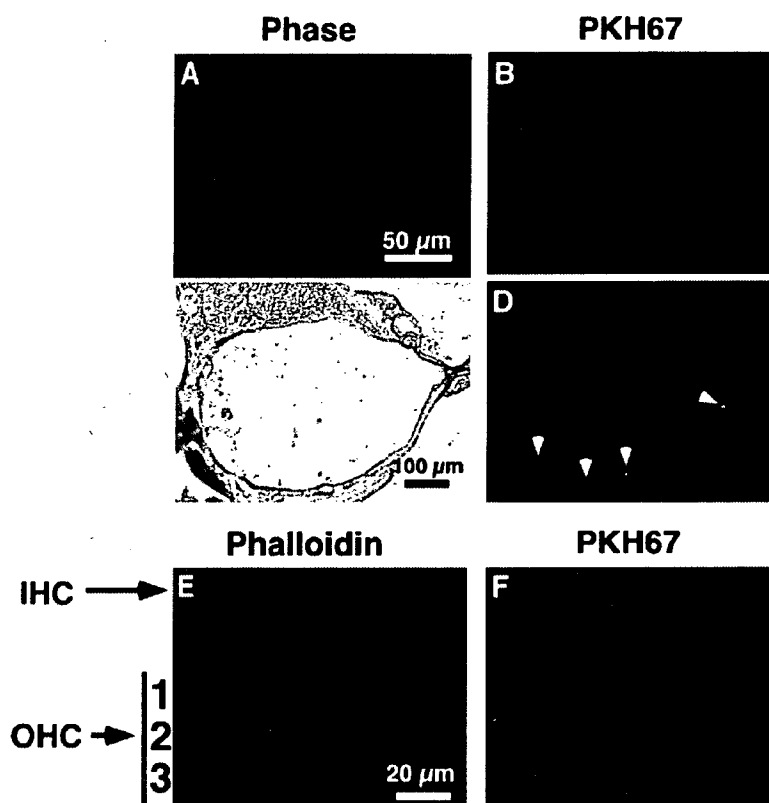 Phase PKH67
A B
50 µm
D
100 µm
Phalloidin PKH67
IHC E F
1
OHC 2
3
20 µm